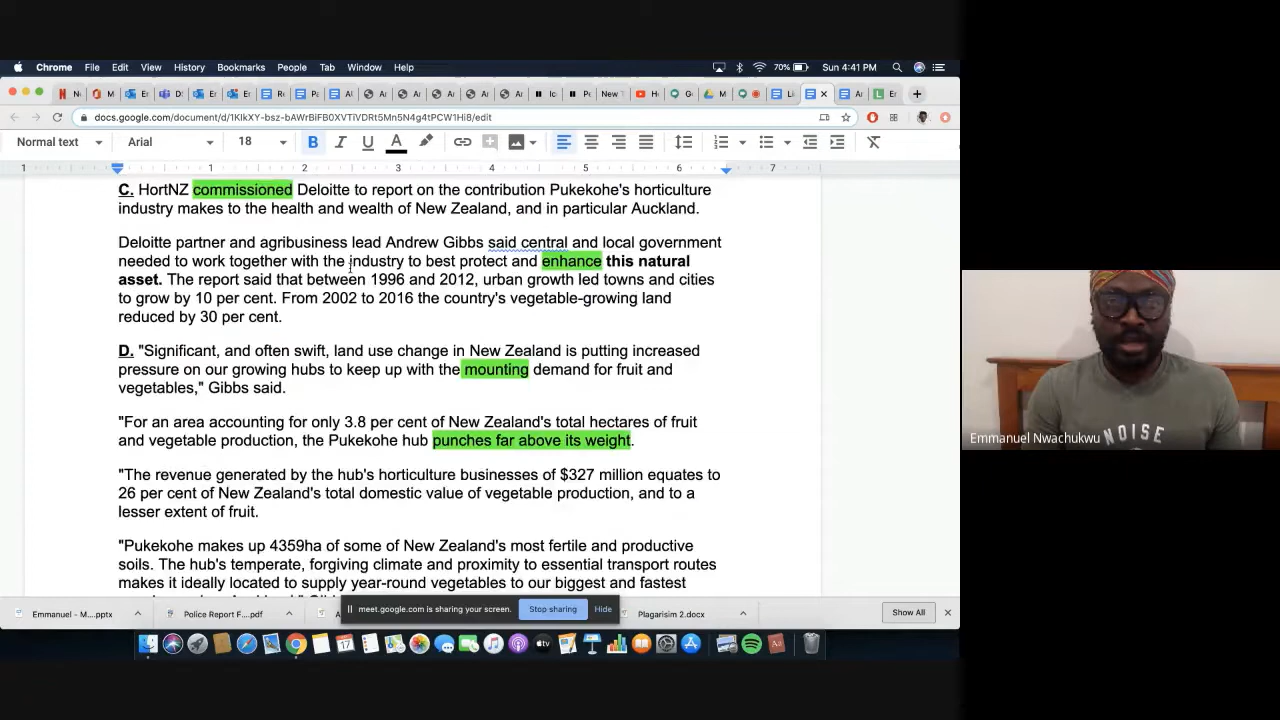 Chrome File Edit View History Bookmarks People Tab Window Help 70% Sun 4:41 PM
docs.google.com/document/d/1KIkXY-bsz-bAWrBiFB0XVTiVDRt5Mn5N4g4tPCW1Hi8/edit
Normal text Arial 18
1 1 2 3 4 5 6 7
C. HortNZ commissioned Deloitte to report on the contribution Pukekohe's horticulture
industry makes to the health and wealth of New Zealand, and in particular Auckland.
Deloitte partner and agribusiness lead Andrew Gibbs said central and local government
needed to work together with the industry to best protect and enhance this natural
asset. The report said that between 1996 and 2012, urban growth led towns and cities
to grow by 10 per cent. From 2002 to 2016 the country's vegetable-growing land
reduced by 30 per cent.
D. "Significant, and often swift, land use change in New Zealand is putting increased
pressure on our growing hubs to keep up with the mounting demand for fruit and
vegetables," Gibbs said.
"For an area accounting for only 3.8 per cent of New Zealand's total hectares of fruit
and vegetable production, the Pukekohe hub punches far above its weight.
"The revenue generated by the hub's horticulture businesses of $327 million equates to
26 per cent of New Zealand's total domestic value of vegetable production, and to a
lesser extent of fruit.
"Pukekohe makes up 4359ha of some of New Zealand's most fertile and productive
soils. The hub's temperate, forgiving climate and proximity to essential transport routes
makes it ideally located to supply year-round vegetables to our biggest and fastest
meet.google.com is sharing your screen. Stop sharing Hide
Emmanuel - M....pptx Police Report F....pdf Plagarisim 2.docx Show All
NOISE
Emmanuel Nwachukwu